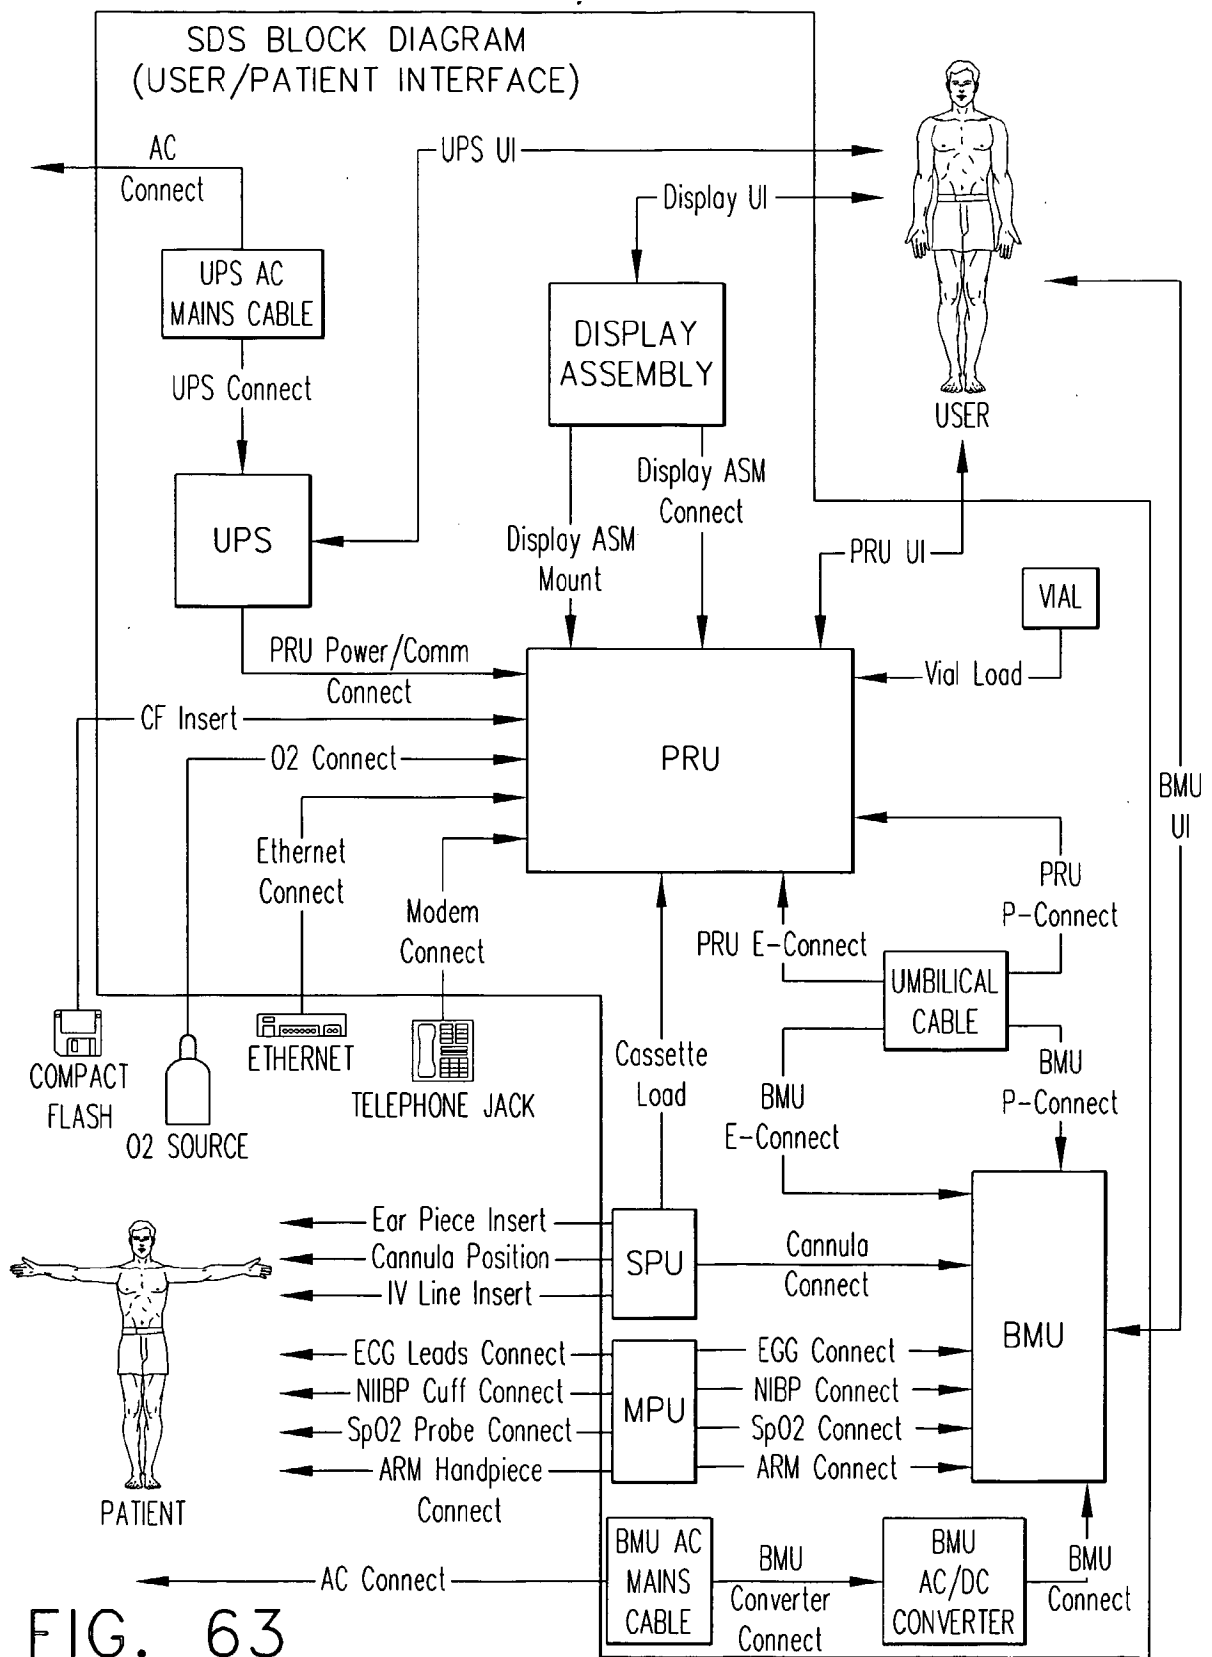 SDS BLOCK DIAGRAM
(USER/PATIENT INTERFACE)
AC
Connect
UPS UI
Display UI
UPS AC
MAINS CABLE
DISPLAY
ASSEMBLY
UPS Connect
USER
Display ASM
Connect
UPS
Display ASM
Mount
PRU UI
VIAL
PRU Power/Comm
Connect
Vial Load
CF Insert
O2 Connect
PRU
BMU
UI
Ethernet
Connect
Modem
Connect
PRU
P-Connect
PRU E-Connect
UMBILICAL
CABLE
COMPACT
FLASH
O2 SOURCE
ETHERNET
TELEPHONE JACK
Cassette
Load
BMU
E-Connect
BMU
P-Connect
Ear Piece Insert
Cannula Position
IV Line Insert
SPU
Cannula
Connect
BMU
ECG Leads Connect
NIIBP Cuff Connect
SpO2 Probe Connect
ARM Handpiece
Connect
MPU
EGG Connect
NIBP Connect
SpO2 Connect
ARM Connect
PATIENT
AC Connect
BMU AC
MAINS
CABLE
BMU
Converter
Connect
BMU
AC/DC
CONVERTER
BMU
Connect
FIG. 63